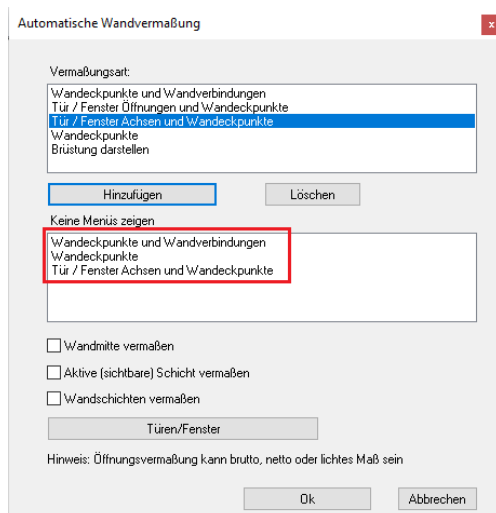 Automatische Wandvermaßung
x
Vermaßungsart:
Wandeckpunkte und Wandverbindungen
Tür / Fenster Öffnungen und Wandeckpunkte
Tür / Fenster Achsen und Wandeckpunkte
Wandeckpunkte
Brüstung darstellen
Hinzufügen Löschen
Keine Menüs zeigen
Wandeckpunkte und Wandverbindungen
Wandeckpunkte
Tür / Fenster Achsen und Wandeckpunkte
Wandmitte vermaßen
Aktive (sichtbare) Schicht vermaßen
Wandschichten vermaßen
Türen/Fenster
Hinweis: Öffnungsvermaßung kann brutto, netto oder lichtes Maß sein
Ok Abbrechen